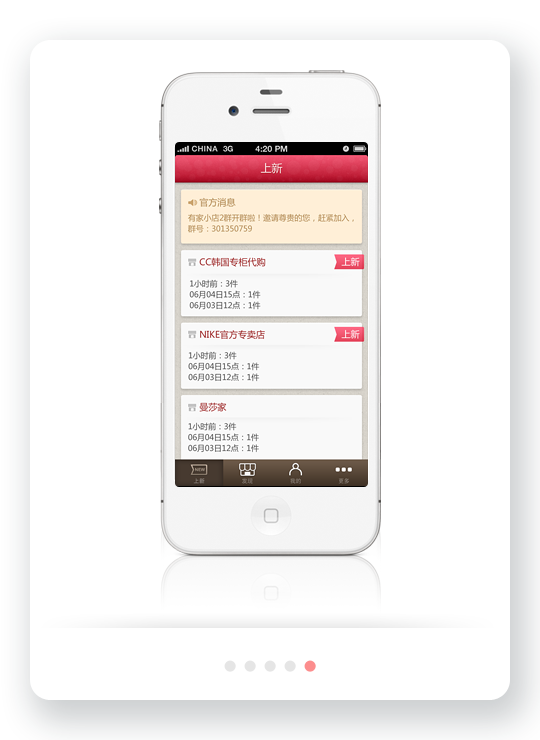 CHINA 3G 4:20 PM
上新
官方消息
有家小店2群开群啦！邀请尊贵的您，赶紧加入，
群号：301350759
CC韩国专柜代购 上新
1小时前：3件
06月04日15点：1件
06月03日12点：1件
NIKE官方专卖店 上新
1小时前：3件
06月04日15点：1件
06月03日12点：1件
曼莎家
1小时前：3件
06月04日15点：1件
06月03日12点：1件
NEW
上新 发现 我的 更多